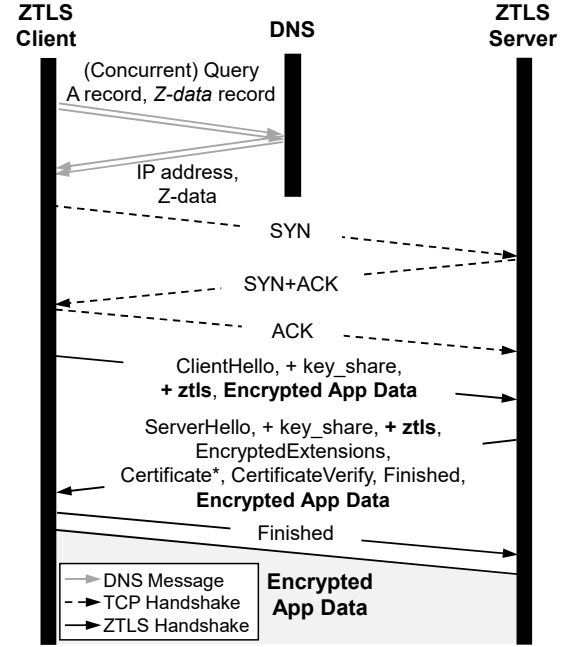 ZTLS
Client
DNS
ZTLS
Server
(Concurrent) Query
A record, Z-data record
IP address,
Z-data
SYN
SYN+ACK
ACK
ClientHello, + key_share,
+ ztls, Encrypted App Data
ServerHello, + key_share, + ztls,
EncryptedExtensions,
Certificate*, CertificateVerify, Finished,
Encrypted App Data
Finished
DNS Message
TCP Handshake
ZTLS Handshake
Encrypted
App Data